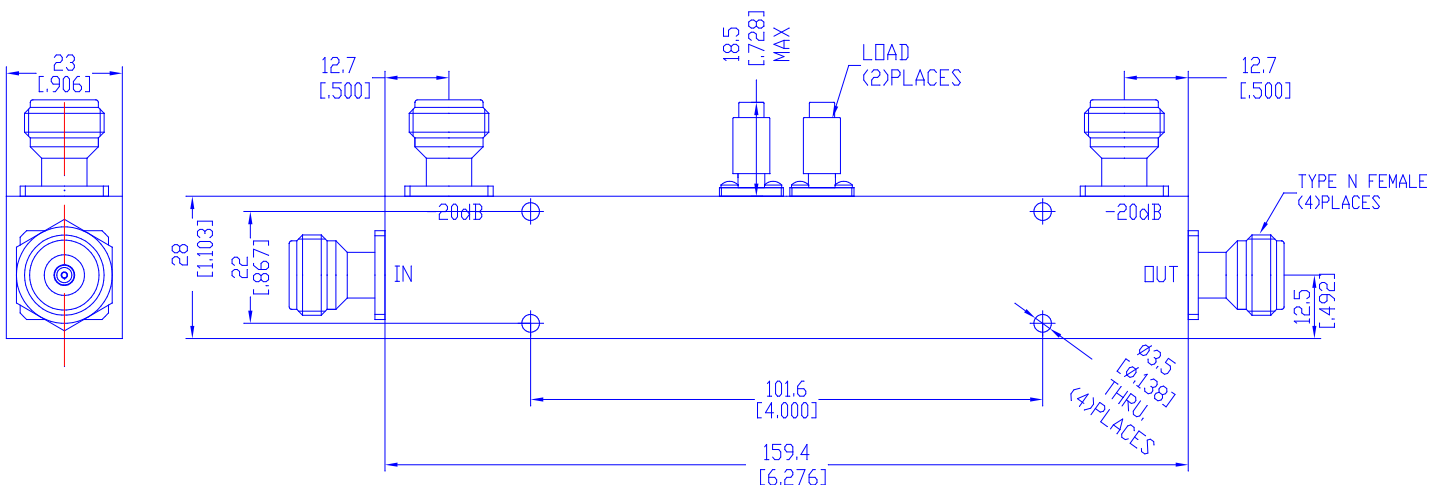 23
[.906]
12.7
[.500]
18.5
[.728]
MAX
LOAD
(2)PLACES
12.7
[.500]
TYPE N FEMALE
(4)PLACES
-20dB
-20dB
28
[1.103]
22
[.867]
IN
OUT
12.5
[.492]
Ø3.5
[Ø.138]
THRU,
(4)PLACES
101.6
[4.000]
159.4
[6.276]